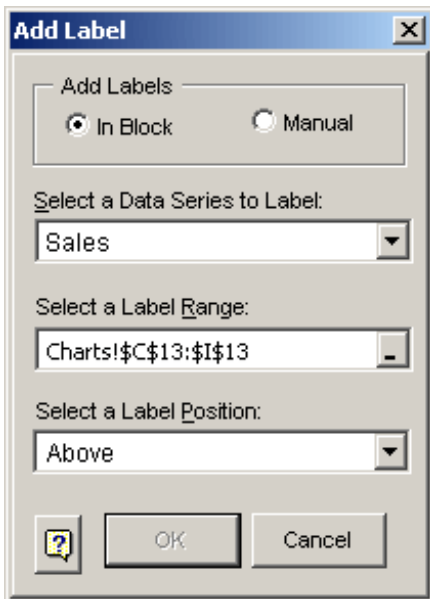 Add Label
Add Labels
In Block Manual
Select a Data Series to Label:
Sales
Select a Label Range:
Charts!$C$13:$I$13
Select a Label Position:
Above
? OK Cancel